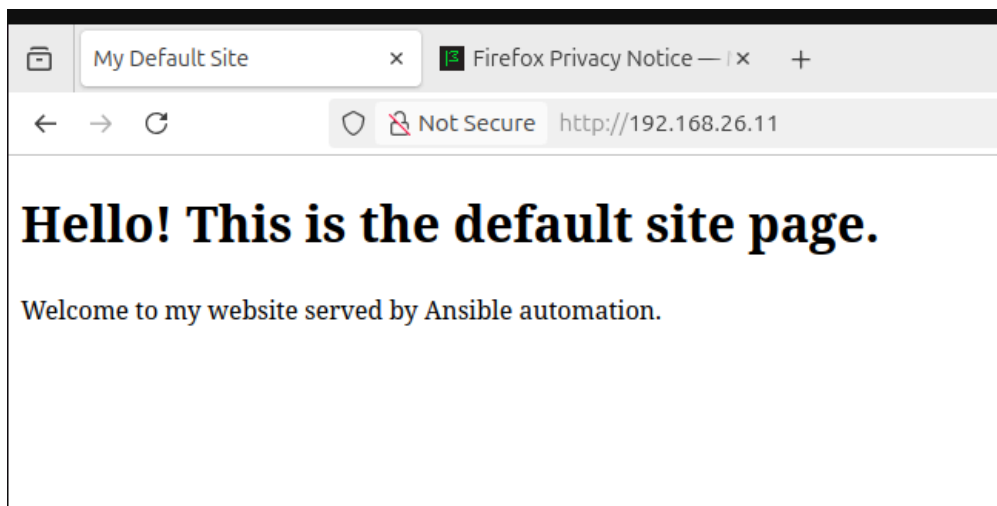 My Default Site
Firefox Privacy Notice —
Not Secure http://192.168.26.11
Hello! This is the default site page.
Welcome to my website served by Ansible automation.